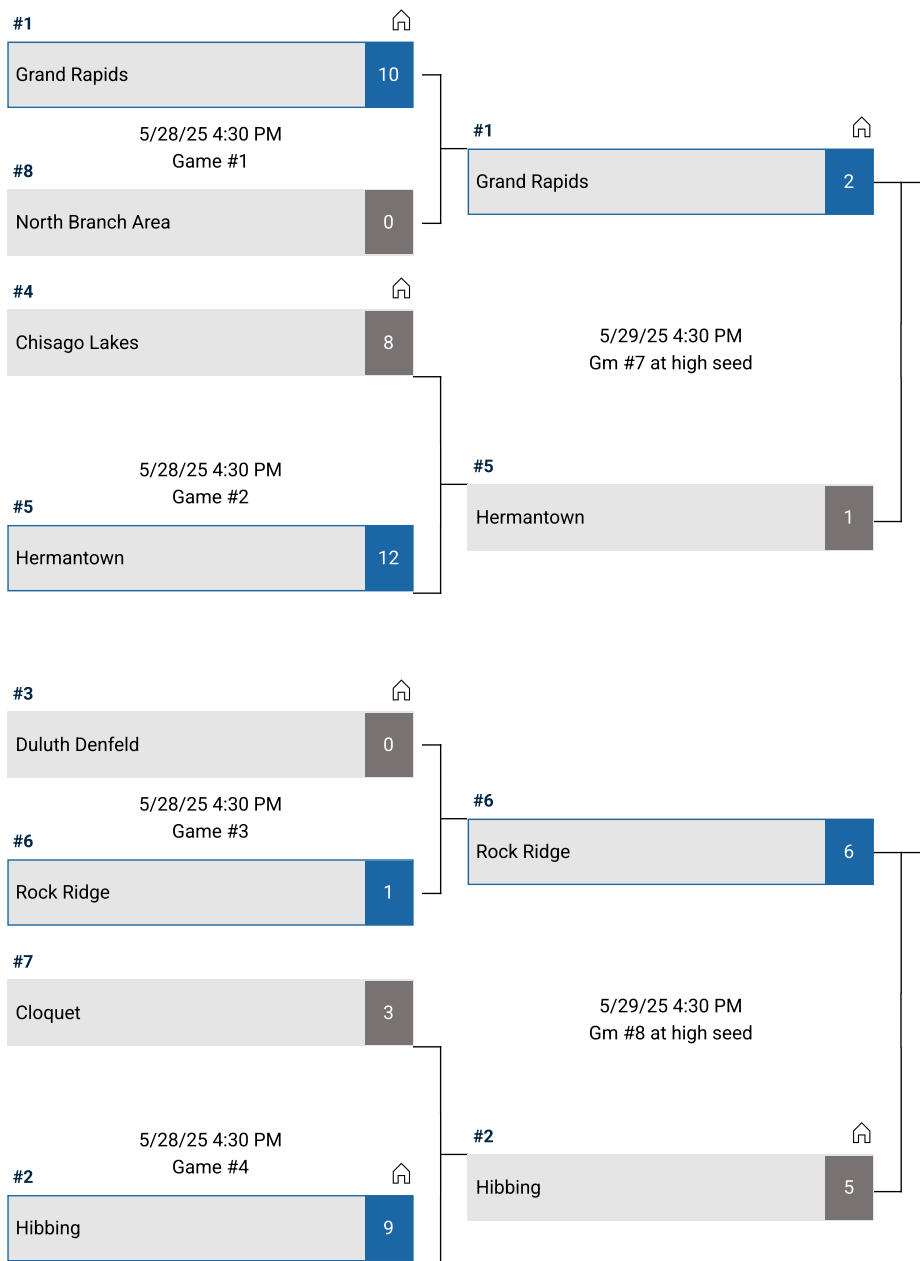 #1
Grand Rapids 10
5/28/25 4:30 PM
Game #1
#8
North Branch Area 0
#4
Chisago Lakes 8
5/28/25 4:30 PM
Game #2
#5
Hermantown 12
#1
Grand Rapids 2
5/29/25 4:30 PM
Gm #7 at high seed
#5
Hermantown 1
#3
Duluth Denfeld 0
5/28/25 4:30 PM
Game #3
#6
Rock Ridge 1
#7
Cloquet 3
5/28/25 4:30 PM
Game #4
#2
Hibbing 9
#6
Rock Ridge 6
5/29/25 4:30 PM
Gm #8 at high seed
#2
Hibbing 5